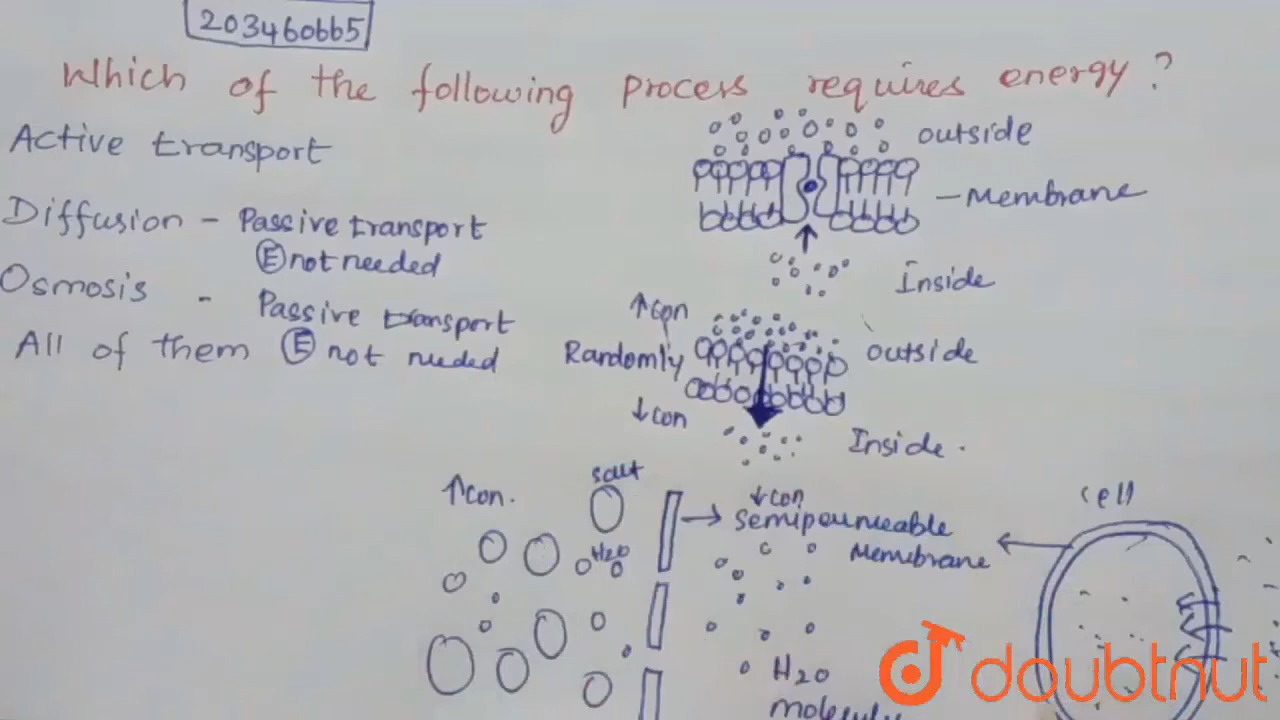 203460665
Which of the following process requires energy?
Active transport
Diffusion - Passive transport
E not needed
Osmosis - Passive transport
All of them E not needed
outside
-Membrane
Inside
↑con
Randomly
outside
↓con
Inside.
↑con.
salt
H2O
↓con
→ semipermeable
Membrane
cell
H2O
doubtnut